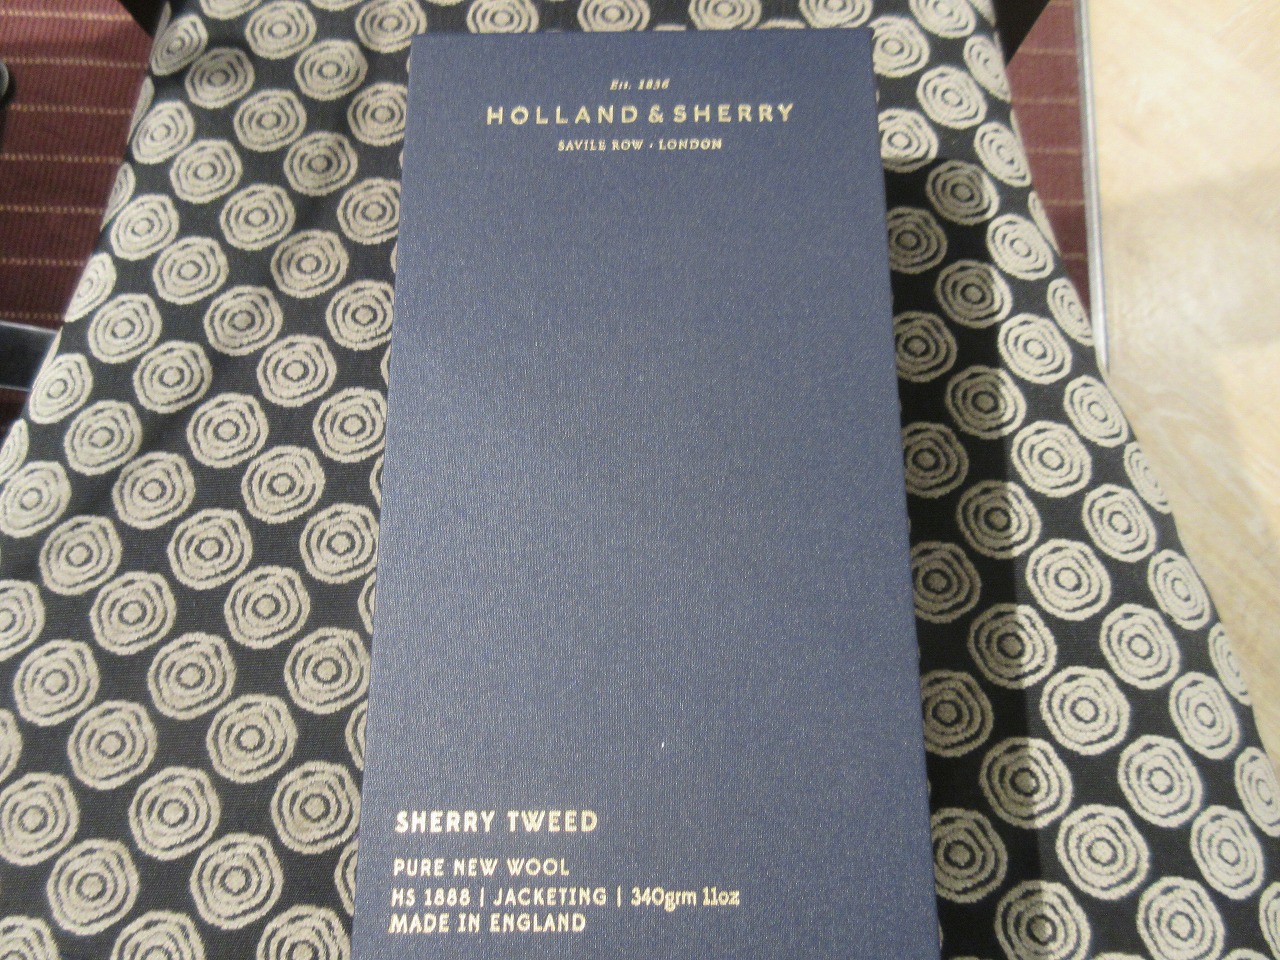 Est. 1836
HOLLAND & SHERRY
SAVILE ROW · LONDON
SHERRY TWEED
PURE NEW WOOL
HS 1888 | JACKETING | 340grm 11oz
MADE IN ENGLAND